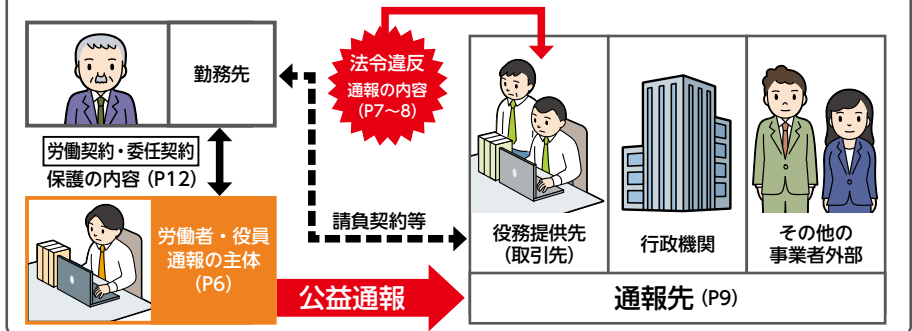 勤務先
法令違反
通報の内容
(P7～8)
労働契約・委任契約
保護の内容 (P12)
労働者・役員
通報の主体
(P6)
請負契約等
公益通報
役務提供先
(取引先)
行政機関
その他の
事業者外部
通報先 (P9)